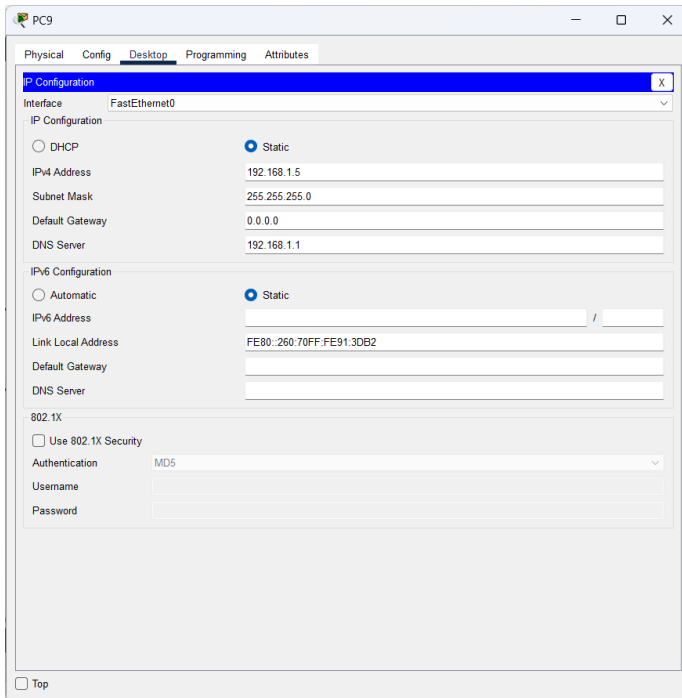 PC9
Physical Config Desktop Programming Attributes
IP Configuration X
Interface FastEthernet0
IP Configuration
DHCP Static
IPv4 Address 192.168.1.5
Subnet Mask 255.255.255.0
Default Gateway 0.0.0.0
DNS Server 192.168.1.1
IPv6 Configuration
Automatic Static
IPv6 Address /
Link Local Address FE80::260:70FF:FE91:3DB2
Default Gateway
DNS Server
802.1X
Use 802.1X Security
Authentication MD5
Username
Password
Top